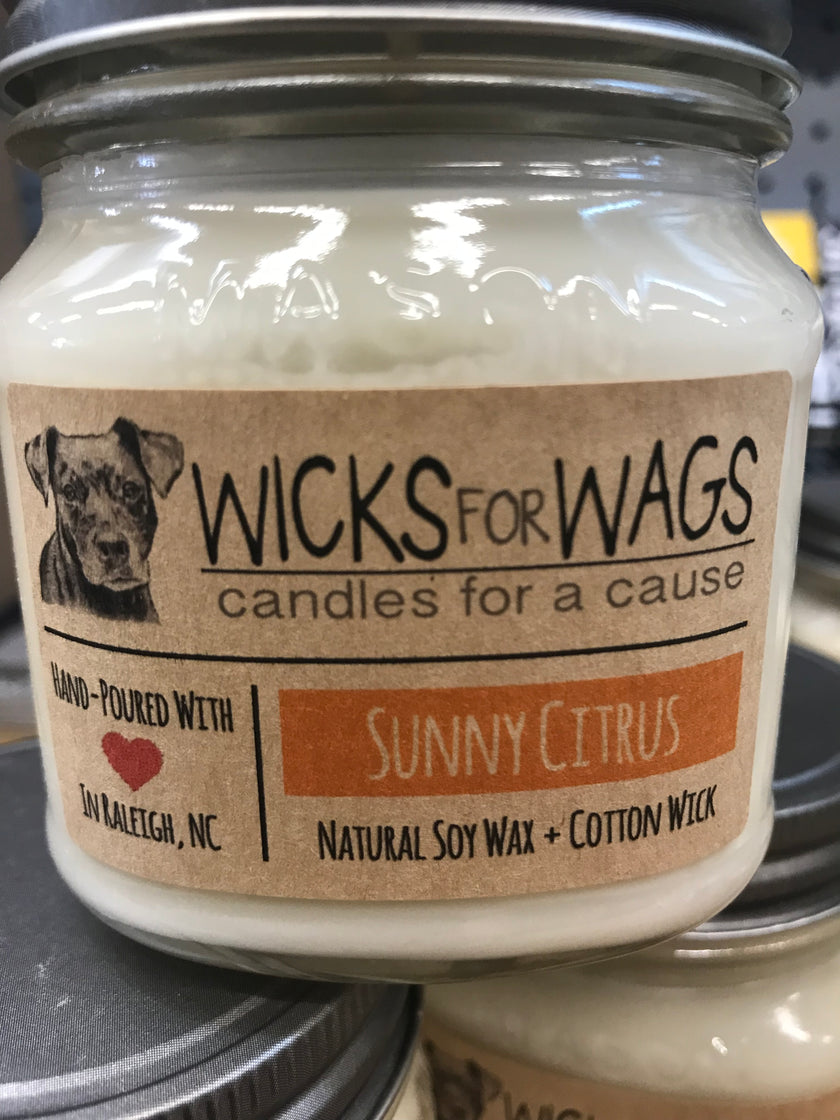 MASON
WICKS FOR WAGS
candles for a cause
HAND-POURED WITH
IN RALEIGH, NC
SUNNY CITRUS
NATURAL SOY WAX + COTTON WICK